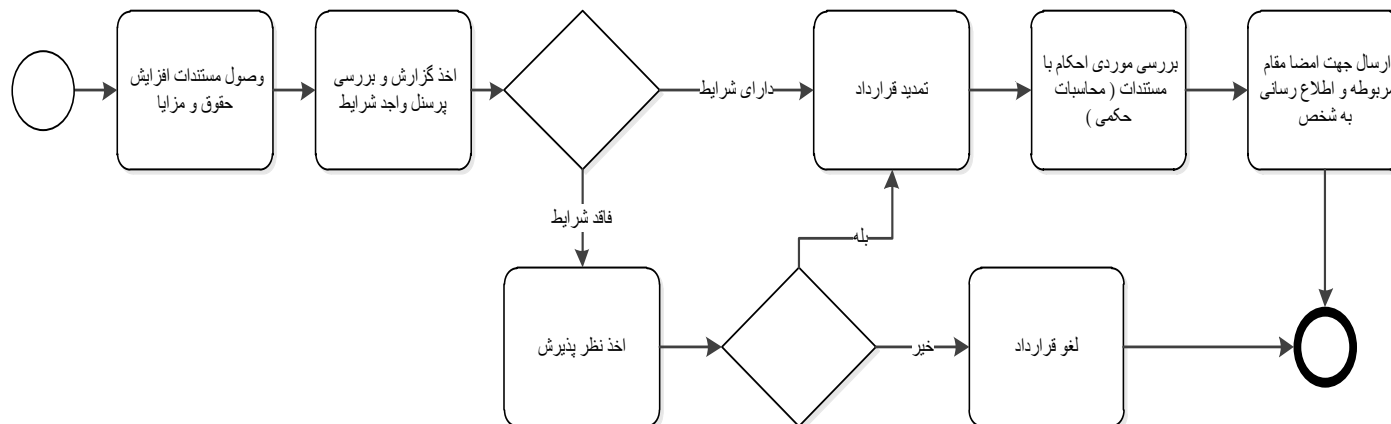 وصول مستندات افزایش
حقوق و مزایا
اخذ گزارش و بررسی
پرسنل واجد شرایط
دارای شرایط
تمدید قرارداد
بررسی موردی احکام با
مستندات ( محاسبات
حکمی )
ارسال جهت امضا مقام
مربوطه و اطلاع رسانی
به شخص
فاقد شرایط
بله
اخذ نظر پذیرش
خیر
لغو قرارداد